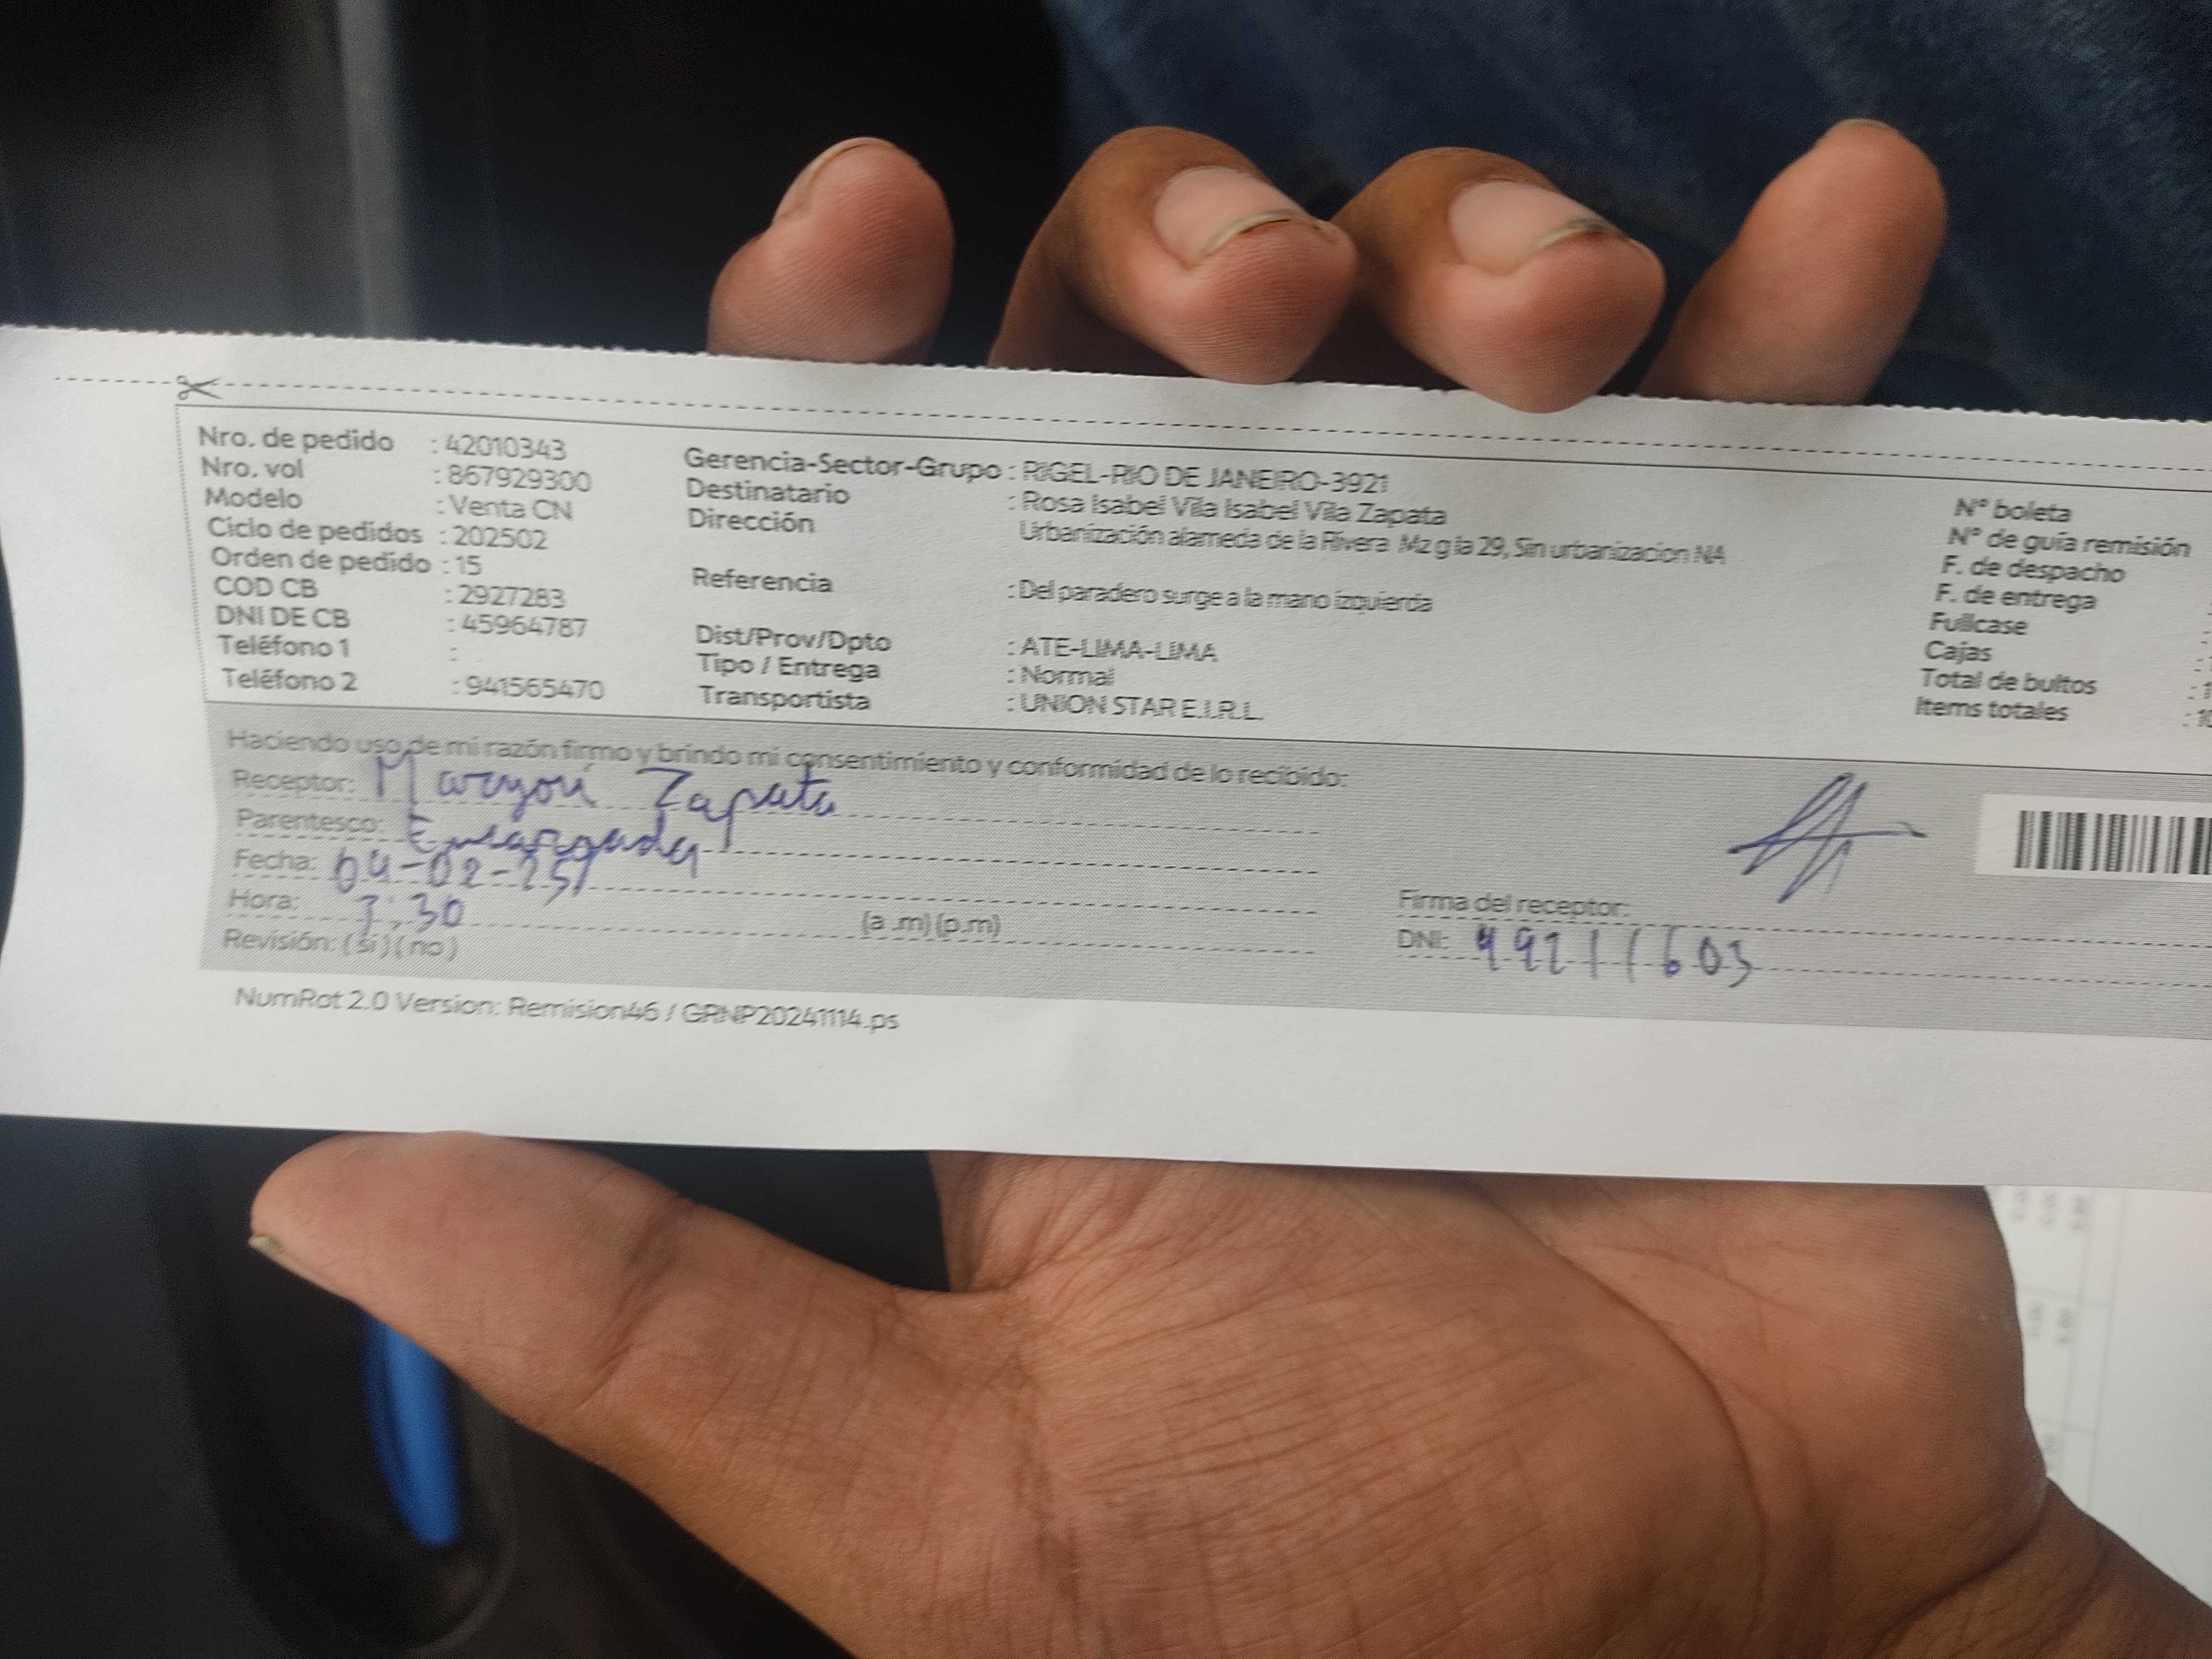 Nro. de pedido : 42010343
Nro. vol : 867929300
Modelo : Venta CN
Ciclo de pedidos : 202502
Orden de pedido : 15
COD CB : 2927283
DNI DE CB : 45964787
Teléfono 1 :
Teléfono 2 : 941565470
Gerencia-Sector-Grupo : RIGEL-RIO DE JANEIRO-3921
Destinatario : Rosa Isabel Vila Isabel Vila Zapata
Dirección Urbanización alameda de la Rivera Mz g la 29, Sin urbanizacion NA
Referencia : Del paradero surge a la mano izquierda
Dist/Prov/Dpto : ATE-LIMA-LIMA
Tipo / Entrega : Normal
Transportista : UNION STAR E.I.R.L.
N° boleta
N° de guía remisión
F. de despacho
F. de entrega
Fullcase
Cajas
Total de bultos
Items totales
Haciendo uso de mi razón firmo y brindo mi consentimiento y conformidad de lo recibido:
Receptor: Maryori Zapata
Parentesco: Encargada
Fecha: 04-02-25
Hora: 7:30 (a .m) (p.m)
Revisión: (si) (no)
Firma del receptor:
DNI: 49211603
NumRot 2.0 Version: Remision46 / GRNP20241114.ps